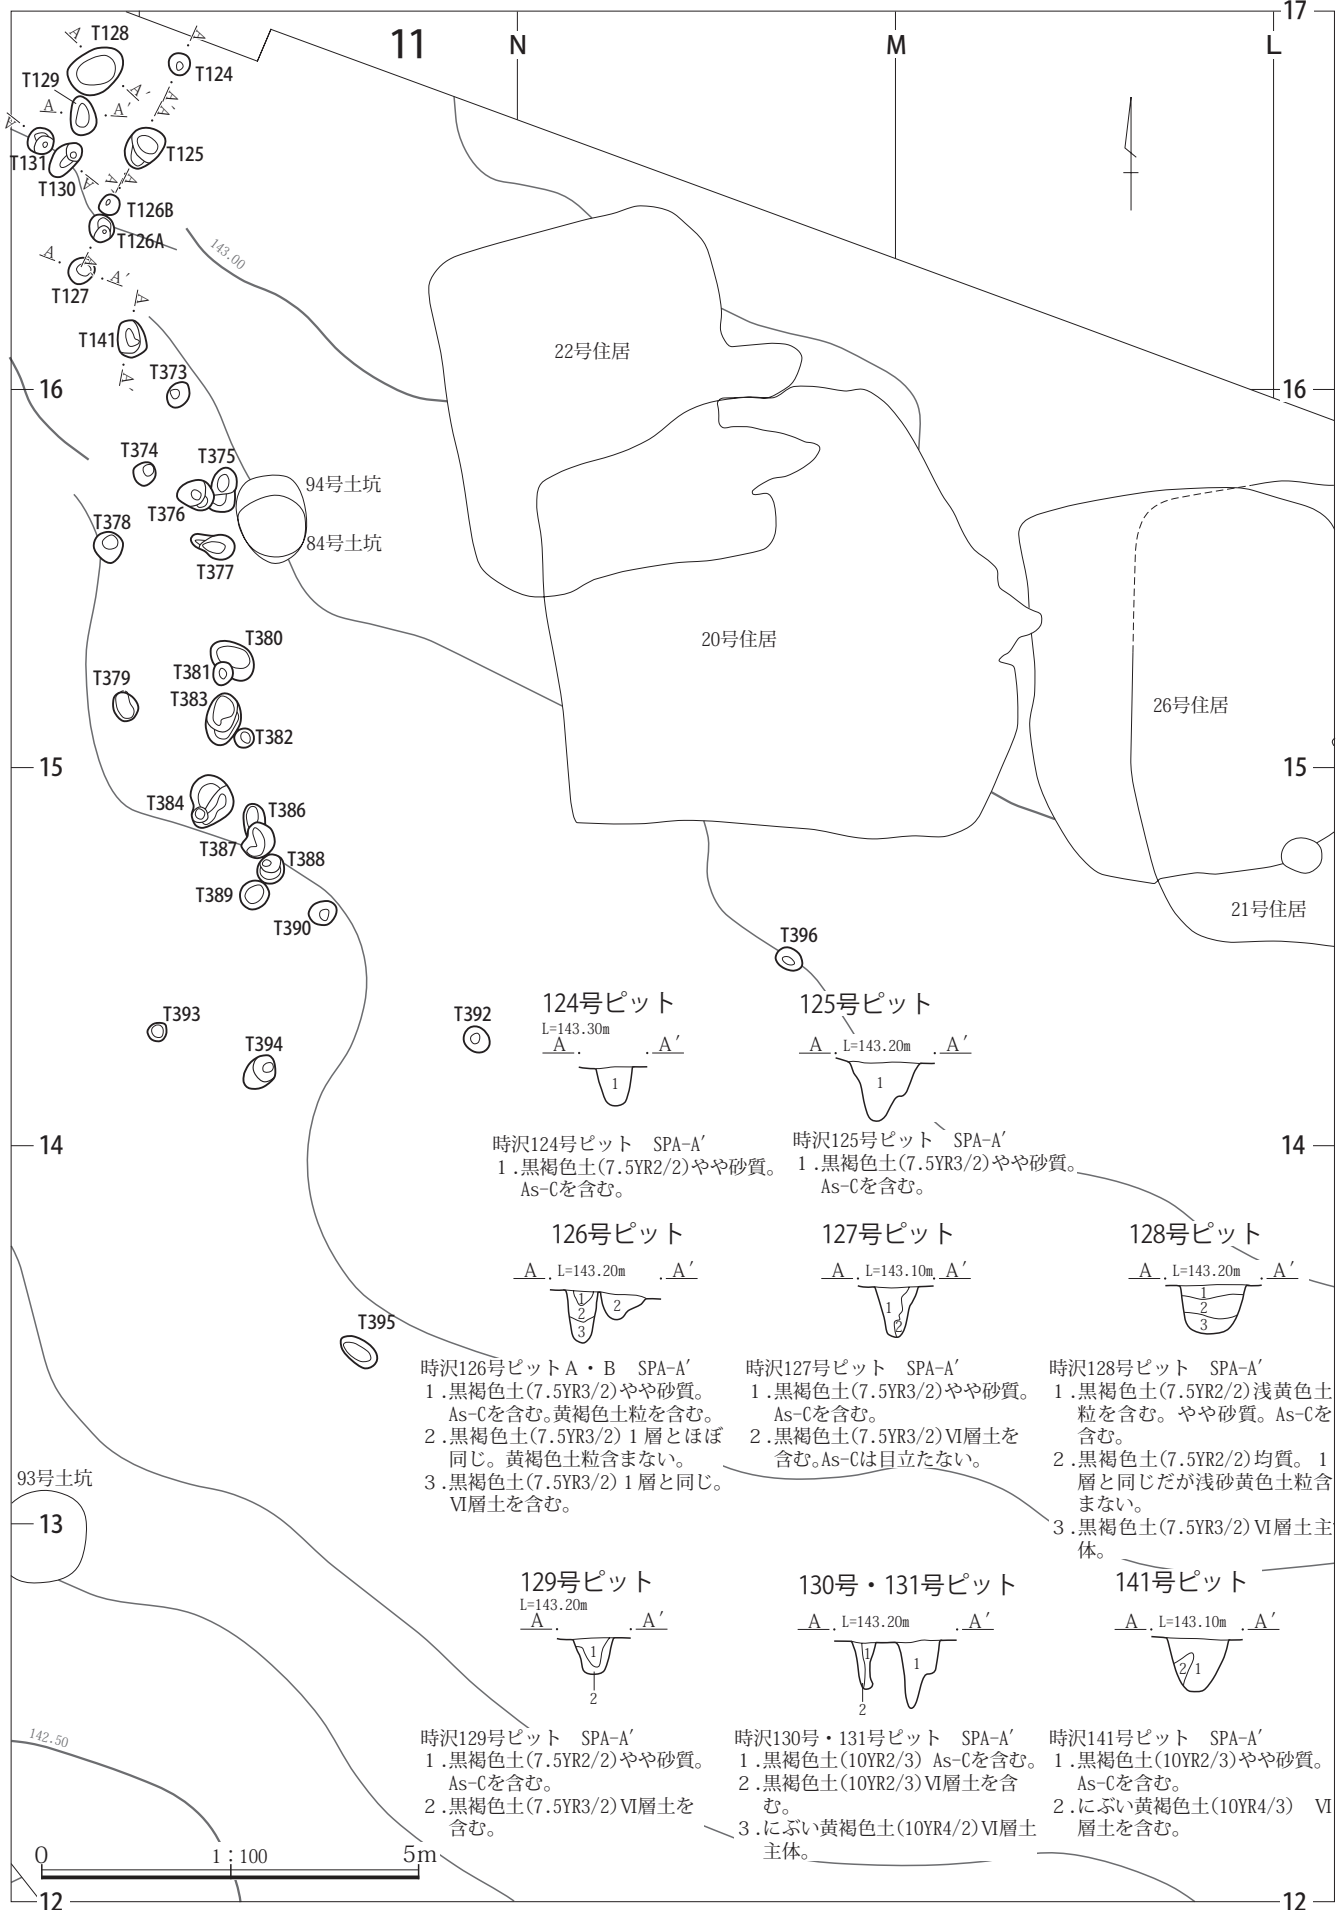 17
11
N
M
L
T128
A
T124
A
A′
T129
A
A′
A
A′
T125
T131
T130
A
A′
A
T126B
T126A
A
A′
A′
T127
143.00
A
T141
A′
22号住居
T373
16
16
T374
T375
94号土坑
T376
T378
84号土坑
T377
T380
20号住居
T381
T379
T383
26号住居
T382
15
15
T384
T386
T387
T388
T389
T390
21号住居
T396
T393
T392
T394
124号ピット
L=143.30m
A A′
1
125号ピット
A L=143.20m A′
1
14
14
時沢124号ピット SPA-A′
1.黒褐色土(7.5YR2/2)やや砂質。
As-Cを含む。
時沢125号ピット SPA-A′
1.黒褐色土(7.5YR3/2)やや砂質。
As-Cを含む。
126号ピット
A L=143.20m A′
1
2
3
2
127号ピット
A L=143.10m A′
1
2
128号ピット
A L=143.20m A′
1
2
3
T395
時沢126号ピットA・B SPA-A′
1.黒褐色土(7.5YR3/2)やや砂質。
As-Cを含む。黄褐色土粒を含む。
2.黒褐色土(7.5YR3/2)1層とほぼ
同じ。黄褐色土粒含まない。
3.黒褐色土(7.5YR3/2)1層と同じ。
Ⅵ層土を含む。
時沢127号ピット SPA-A′
1.黒褐色土(7.5YR3/2)やや砂質。
As-Cを含む。
2.黒褐色土(7.5YR3/2)Ⅵ層土を
含む。As-Cは目立たない。
時沢128号ピット SPA-A′
1.黒褐色土(7.5YR2/2)浅黄色土
粒を含む。やや砂質。As-Cを
含む。
2.黒褐色土(7.5YR2/2)均質。1
層と同じだが浅砂黄色土粒含
まない。
3.黒褐色土(7.5YR3/2)Ⅵ層土主
体。
93号土坑
13
129号ピット
L=143.20m
A A′
1
2
130号・131号ピット
A L=143.20m A′
1
2
1
141号ピット
A L=143.10m A′
2 1
時沢129号ピット SPA-A′
1.黒褐色土(7.5YR2/2)やや砂質。
As-Cを含む。
2.黒褐色土(7.5YR3/2)Ⅵ層土を
含む。
時沢130号・131号ピット SPA-A′
1.黒褐色土(10YR2/3) As-Cを含む。
2.黒褐色土(10YR2/3)Ⅵ層土を含
む。
3.にぶい黄褐色土(10YR4/2)Ⅵ層土
主体。
時沢141号ピット SPA-A′
1.黒褐色土(10YR2/3)やや砂質。
As-Cを含む。
2.にぶい黄褐色土(10YR4/3) Ⅵ
層土を含む。
142.50
0 1：100 5m
12
12